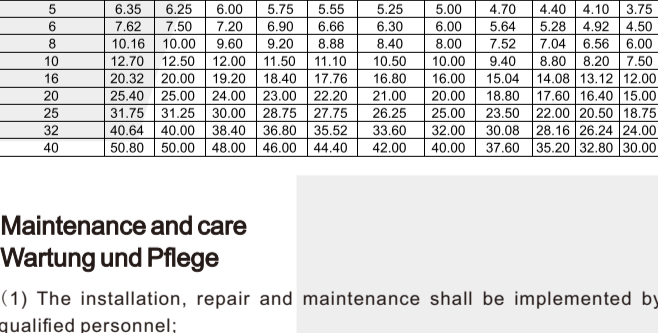 5 6.35 6.25 6.00 5.75 5.55 5.25 5.00 4.70 4.40 4.10 3.75
6 7.62 7.50 7.20 6.90 6.66 6.30 6.00 5.64 5.28 4.92 4.50
8 10.16 10.00 9.60 9.20 8.88 8.40 8.00 7.52 7.04 6.56 6.00
10 12.70 12.50 12.00 11.50 11.10 10.50 10.00 9.40 8.80 8.20 7.50
16 20.32 20.00 19.20 18.40 17.76 16.80 16.00 15.04 14.08 13.12 12.00
20 25.40 25.00 24.00 23.00 22.20 21.00 20.00 18.80 17.60 16.40 15.00
25 31.75 31.25 30.00 28.75 27.75 26.25 25.00 23.50 22.00 20.50 18.75
32 40.64 40.00 38.40 36.80 35.52 33.60 32.00 30.08 28.16 26.24 24.00
40 50.80 50.00 48.00 46.00 44.40 42.00 40.00 37.60 35.20 32.80 30.00
Maintenance and care
Wartung und Pflege
(1) The installation, repair and maintenance shall be implemented by
qualified personnel;